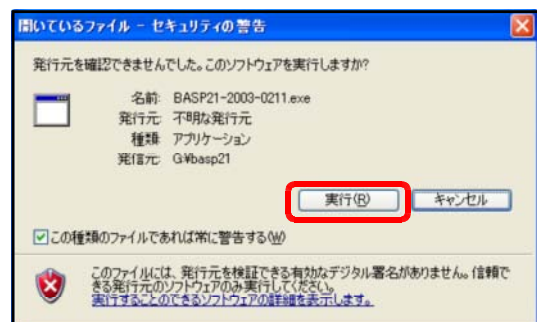 開いているファイル - セキュリティの警告
発行元を確認できませんでした。このソフトウェアを実行しますか?
名前: BASP21-2003-0211.exe
発行元: 不明な発行元
種類: アプリケーション
発信元: G:¥basp21
実行(R)
キャンセル
この種類のファイルであれば常に警告する(W)
このファイルには、発行元を検証できる有効なデジタル署名がありません。信頼で
きる発行元のソフトウェアのみ実行してください。
実行することのできるソフトウェアの詳細を表示します。